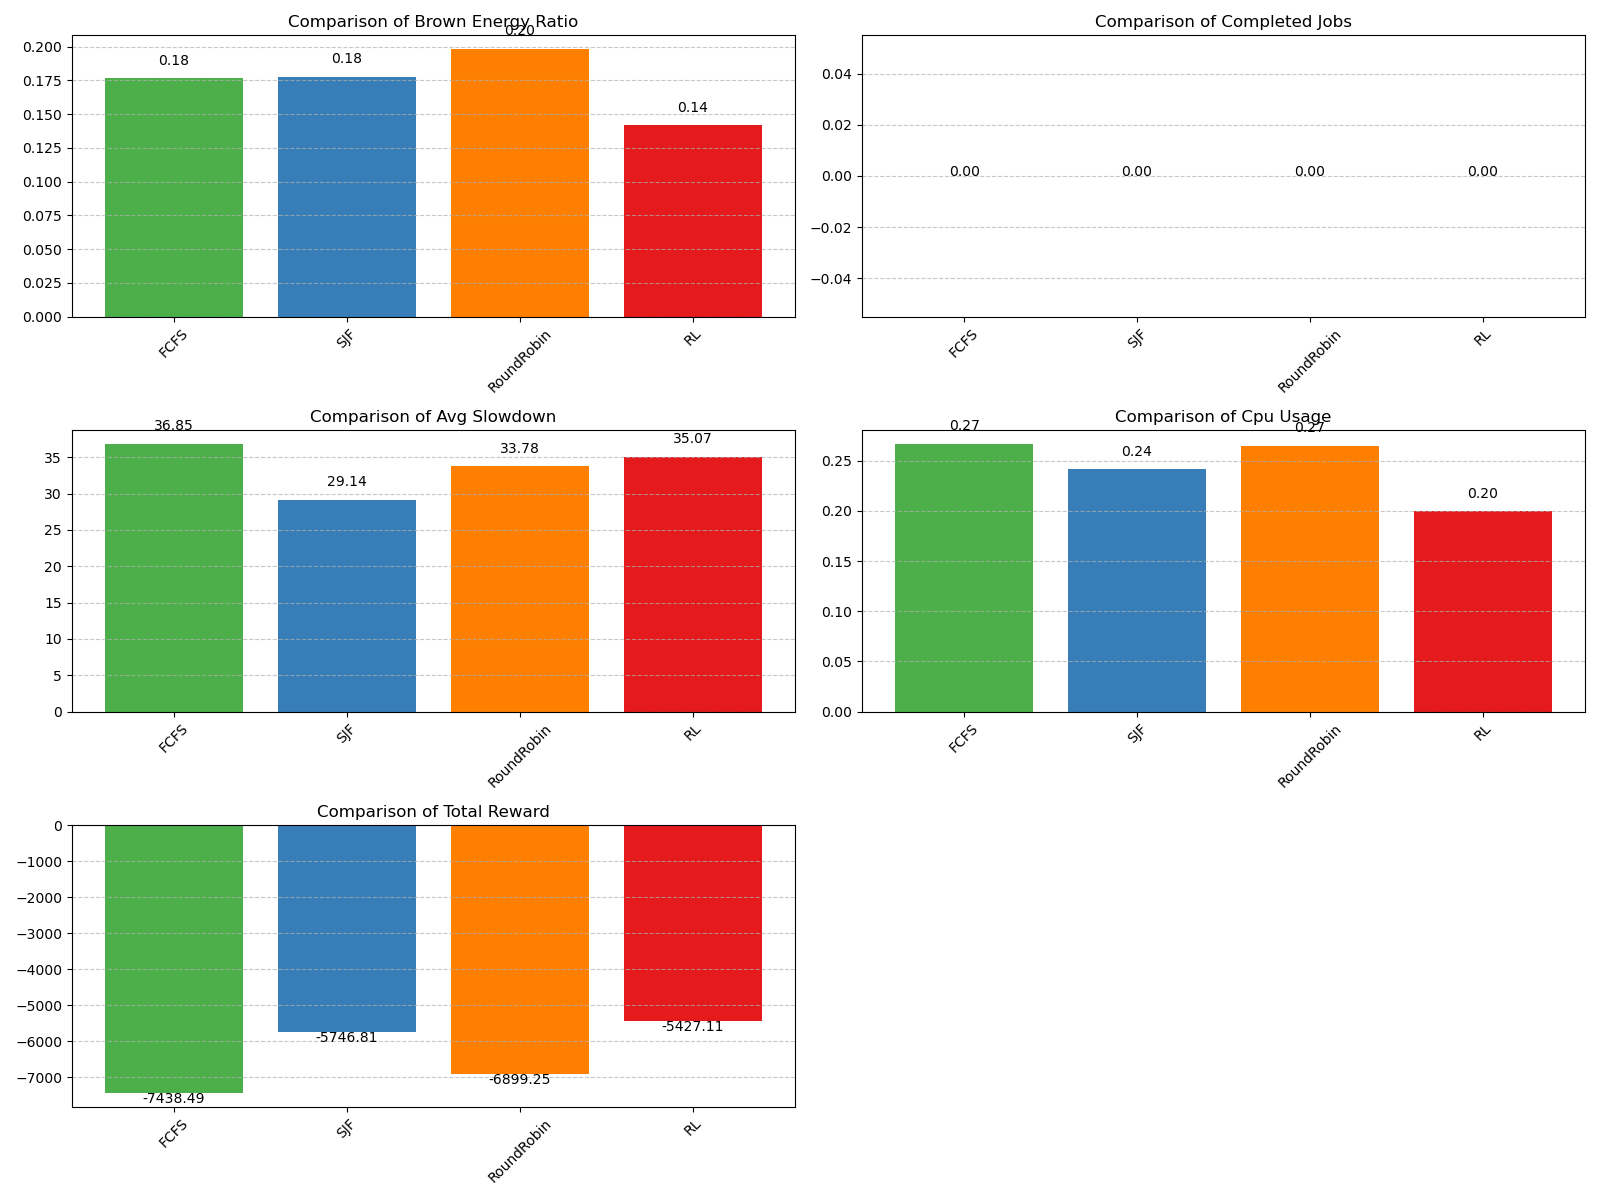 Comparison of Brown Energy Ratio
0.200
0.175
0.150
0.125
0.100
0.075
0.050
0.025
0.000
0.18
0.18
0.20
0.14
FCFS
SJF
RoundRobin
RL
Comparison of Completed Jobs
0.04
0.02
0.00
−0.02
−0.04
0.00
0.00
0.00
0.00
FCFS
SJF
RoundRobin
RL
Comparison of Avg Slowdown
35
30
25
20
15
10
5
0
36.85
29.14
33.78
35.07
FCFS
SJF
RoundRobin
RL
Comparison of Cpu Usage
0.25
0.20
0.15
0.10
0.05
0.00
0.27
0.24
0.27
0.20
FCFS
SJF
RoundRobin
RL
Comparison of Total Reward
0
−1000
−2000
−3000
−4000
−5000
−6000
−7000
-7438.49
-5746.81
-6899.25
-5427.11
FCFS
SJF
RoundRobin
RL